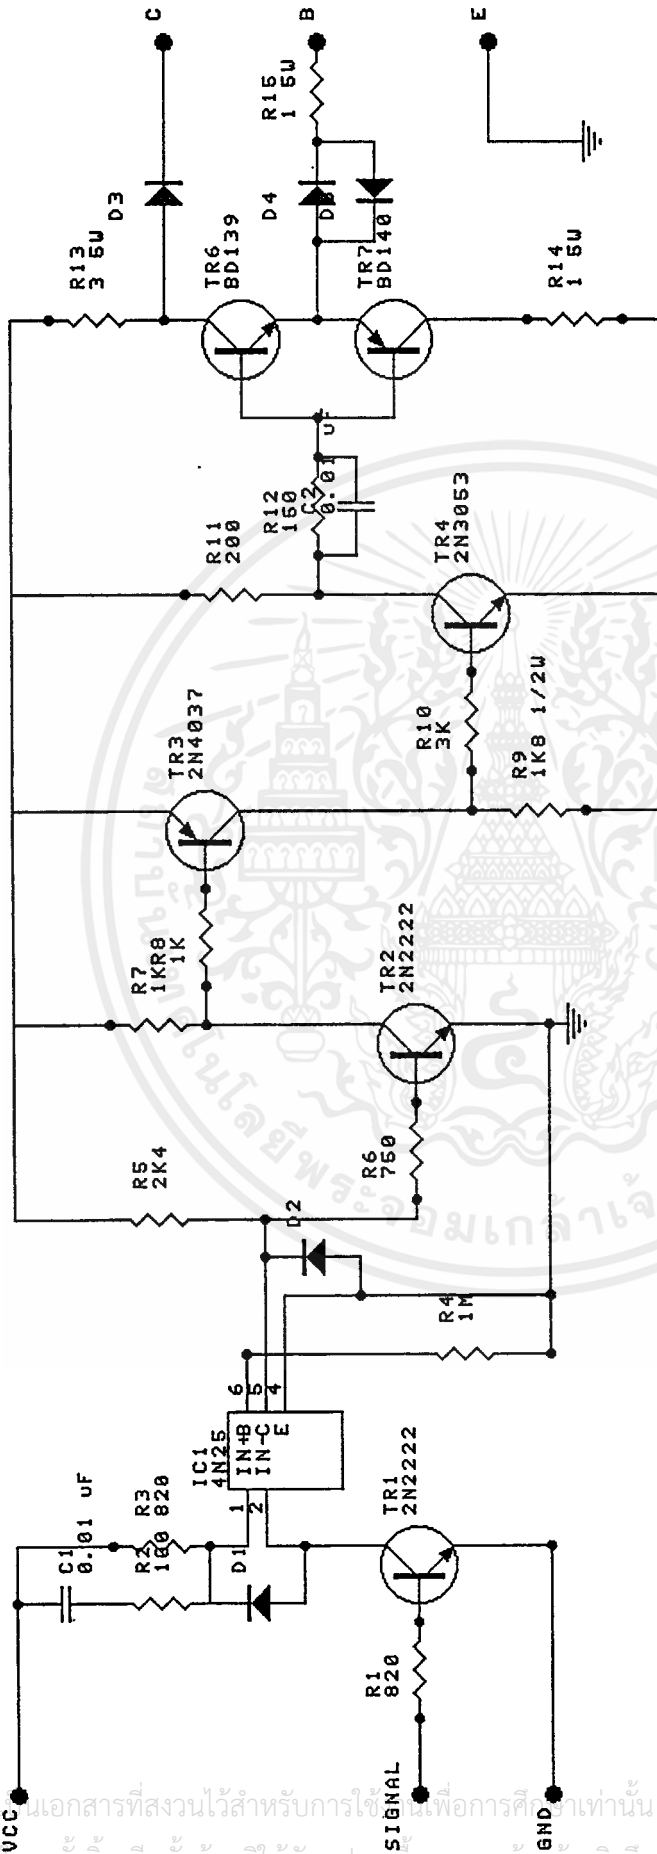 C
B
E
R15
1 5W
D3
D4
R13
3 5W
TR6
BD139
TR7
BD140
R14
1 5W
R12
150
C2
0.01
R11
200
TR4
2N3053
R10
3K
R9
1K8 1/2W
TR3
2N4037
R7
1K
R8
1K
TR2
2N2222
R5
2K4
R6
750
D2
R4
1M
6
5
4
IC1
4N25
IN+B
IN-C
E
1
2
TR1
2N2222
C1
0.01 uF
R3
820
R2
100
D1
R1
820
VCC
SIGNAL
GND